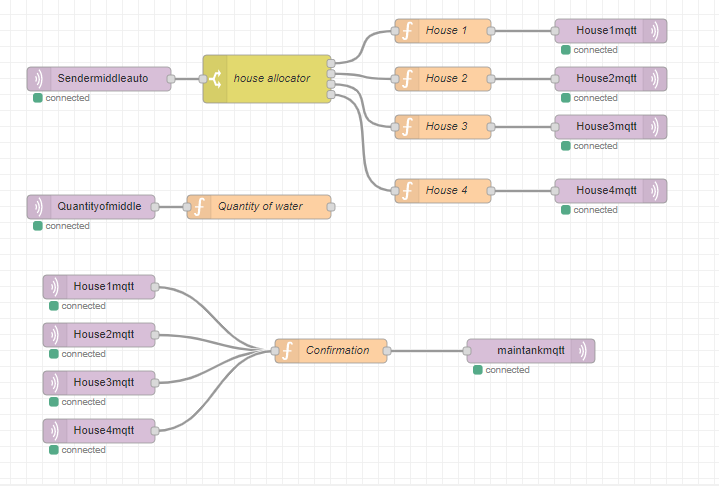 House 1
House1mqtt
connected
Sendermiddleauto
connected
house allocator
House 2
House2mqtt
connected
House 3
House3mqtt
connected
House 4
House4mqtt
connected
Quantityofmiddle
connected
Quantity of water
House1mqtt
connected
House2mqtt
connected
House3mqtt
connected
House4mqtt
connected
Confirmation
maintankmqtt
connected